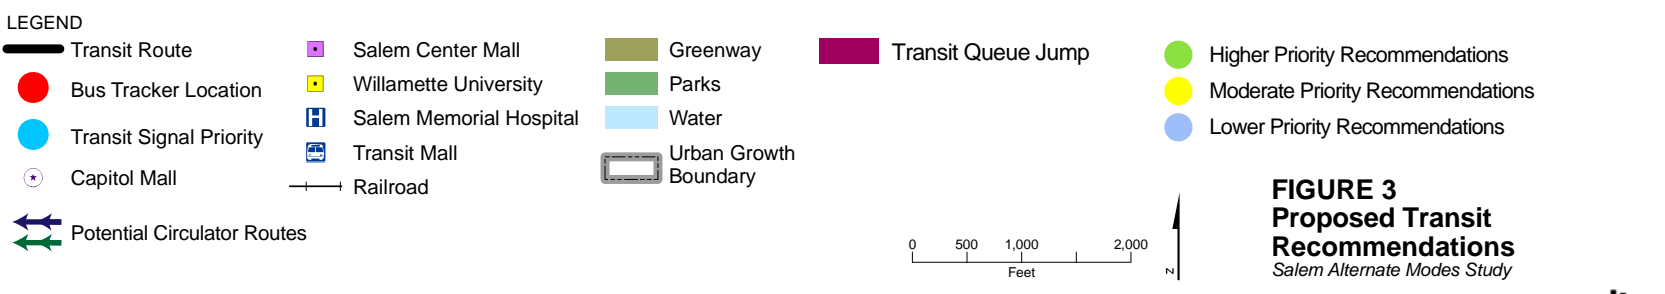 LEGEND
Transit Route
Bus Tracker Location
Transit Signal Priority
Capitol Mall
Potential Circulator Routes
Salem Center Mall
Willamette University
H Salem Memorial Hospital
Transit Mall
Railroad
Greenway
Parks
Water
Urban Growth
Boundary
Transit Queue Jump
0 500 1,000 2,000
Feet
N
Higher Priority Recommendations
Moderate Priority Recommendations
Lower Priority Recommendations
FIGURE 3
Proposed Transit
Recommendations
Salem Alternate Modes Study